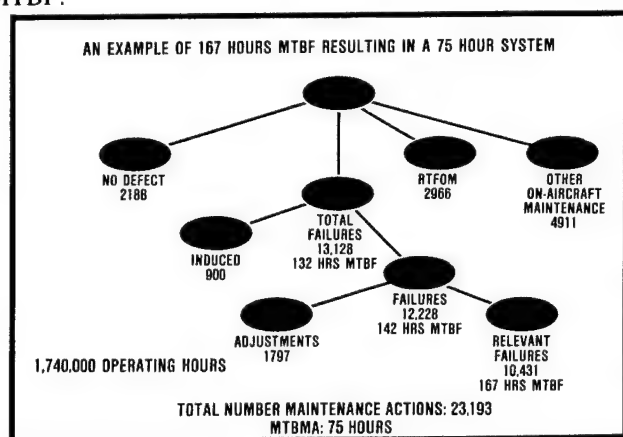 AN EXAMPLE OF 167 HOURS MTBF RESULTING IN A 75 HOUR SYSTEM
NO DEFECT
2188
RTFOM
2966
OTHER
ON-AIRCRAFT
MAINTENANCE
4911
TOTAL
FAILURES
13,128
132 HRS MTBF
INDUCED
900
FAILURES
12,228
142 HRS MTBF
ADJUSTMENTS
1797
RELEVANT
FAILURES
10,431
167 HRS MTBF
1,740,000 OPERATING HOURS
TOTAL NUMBER MAINTENANCE ACTIONS: 23,193
MTBMA: 75 HOURS